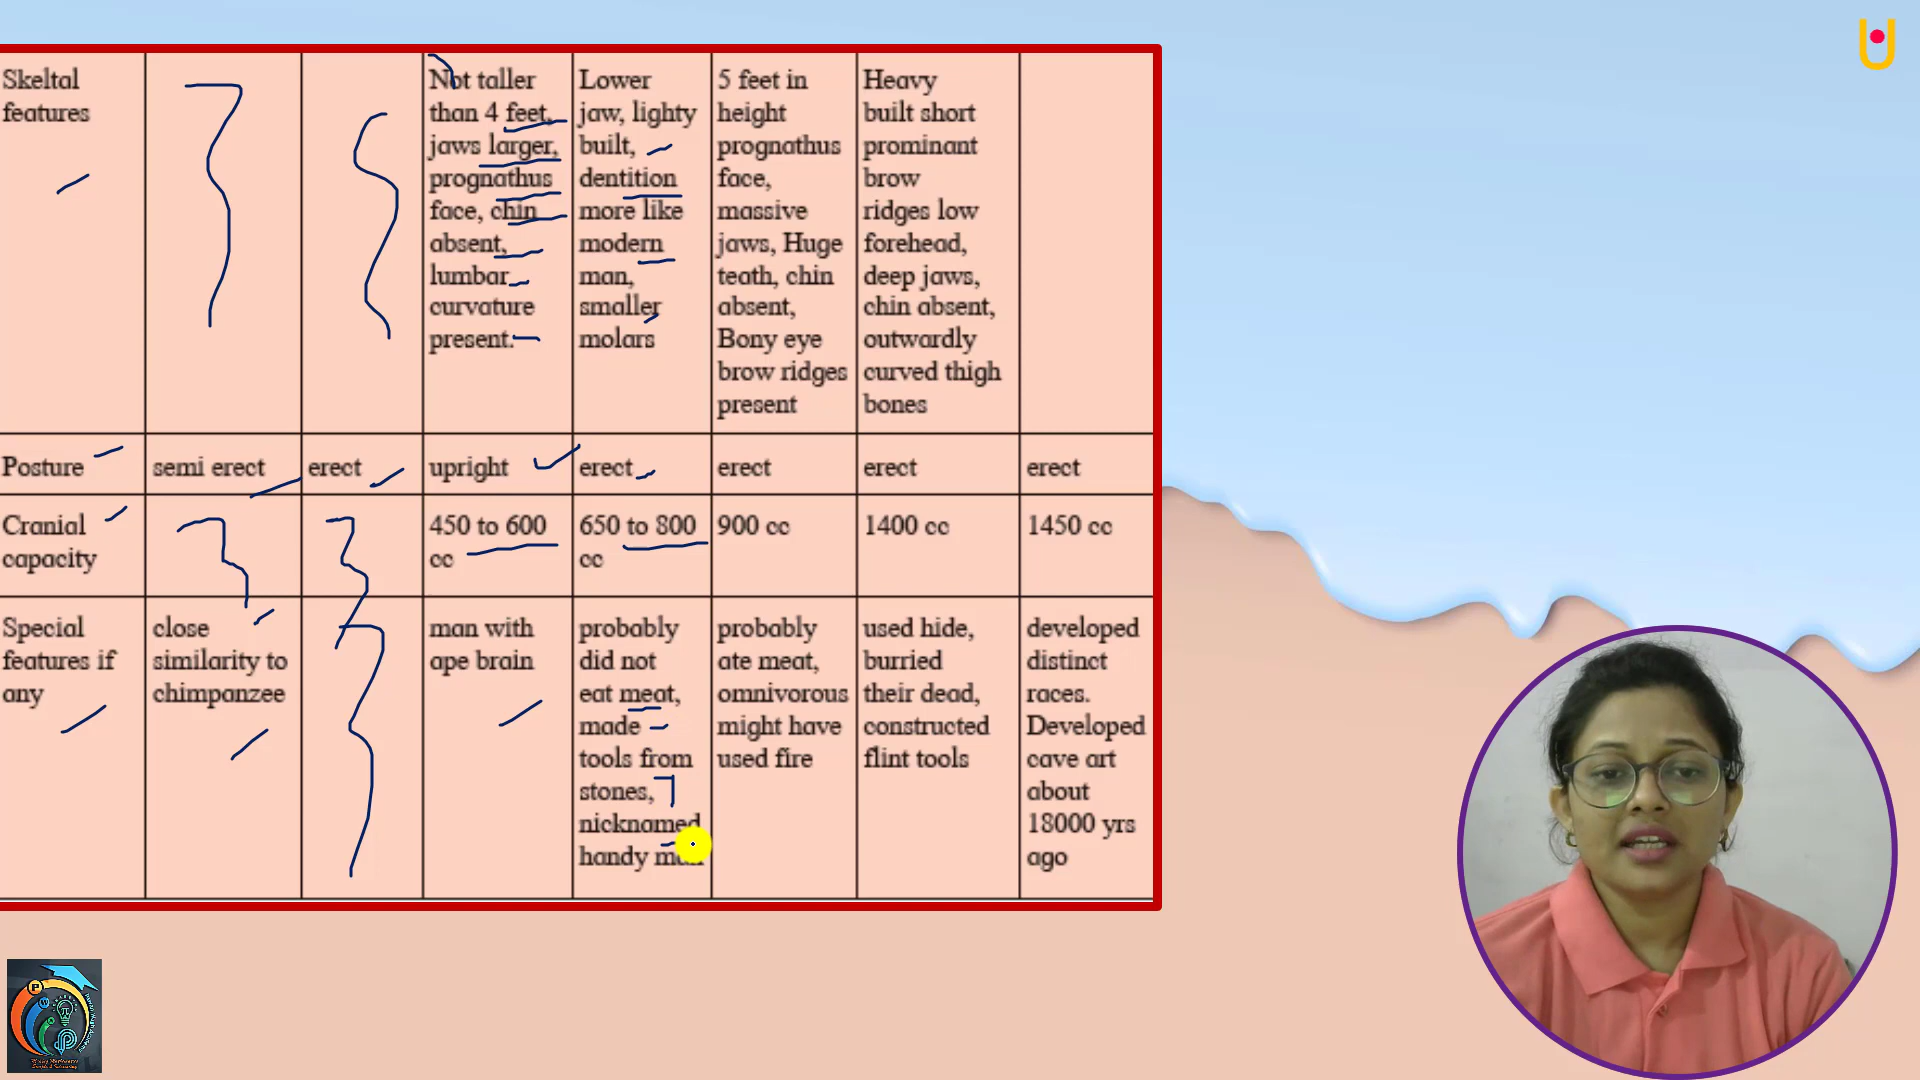 Skeltal
features
Not taller
than 4 feet,
jaws larger,
prognathus
face, chin
absent,
lumbar
curvature
present.
Lower
jaw, lighty
built,
dentition
more like
modern
man,
smaller
molars
5 feet in
height
prognathus
face,
massive
jaws, Huge
teath, chin
absent,
Bony eye
brow ridges
present
Heavy
built short
prominant
brow
ridges low
forehead,
deep jaws,
chin absent,
outwardly
curved thigh
bones
Posture
semi erect
erect
upright
erect
erect
erect
erect
Cranial
capacity
450 to 600
cc
650 to 800
cc
900 cc
1400 cc
1450 cc
Special
features if
any
close
similarity to
chimpanzee
man with
ape brain
probably
did not
eat meat,
made
tools from
stones,
nicknamed
handy man
probably
ate meat,
omnivorous
might have
used fire
used hide,
burried
their dead,
constructed
flint tools
developed
distinct
races.
Developed
cave art
about
18000 yrs
ago